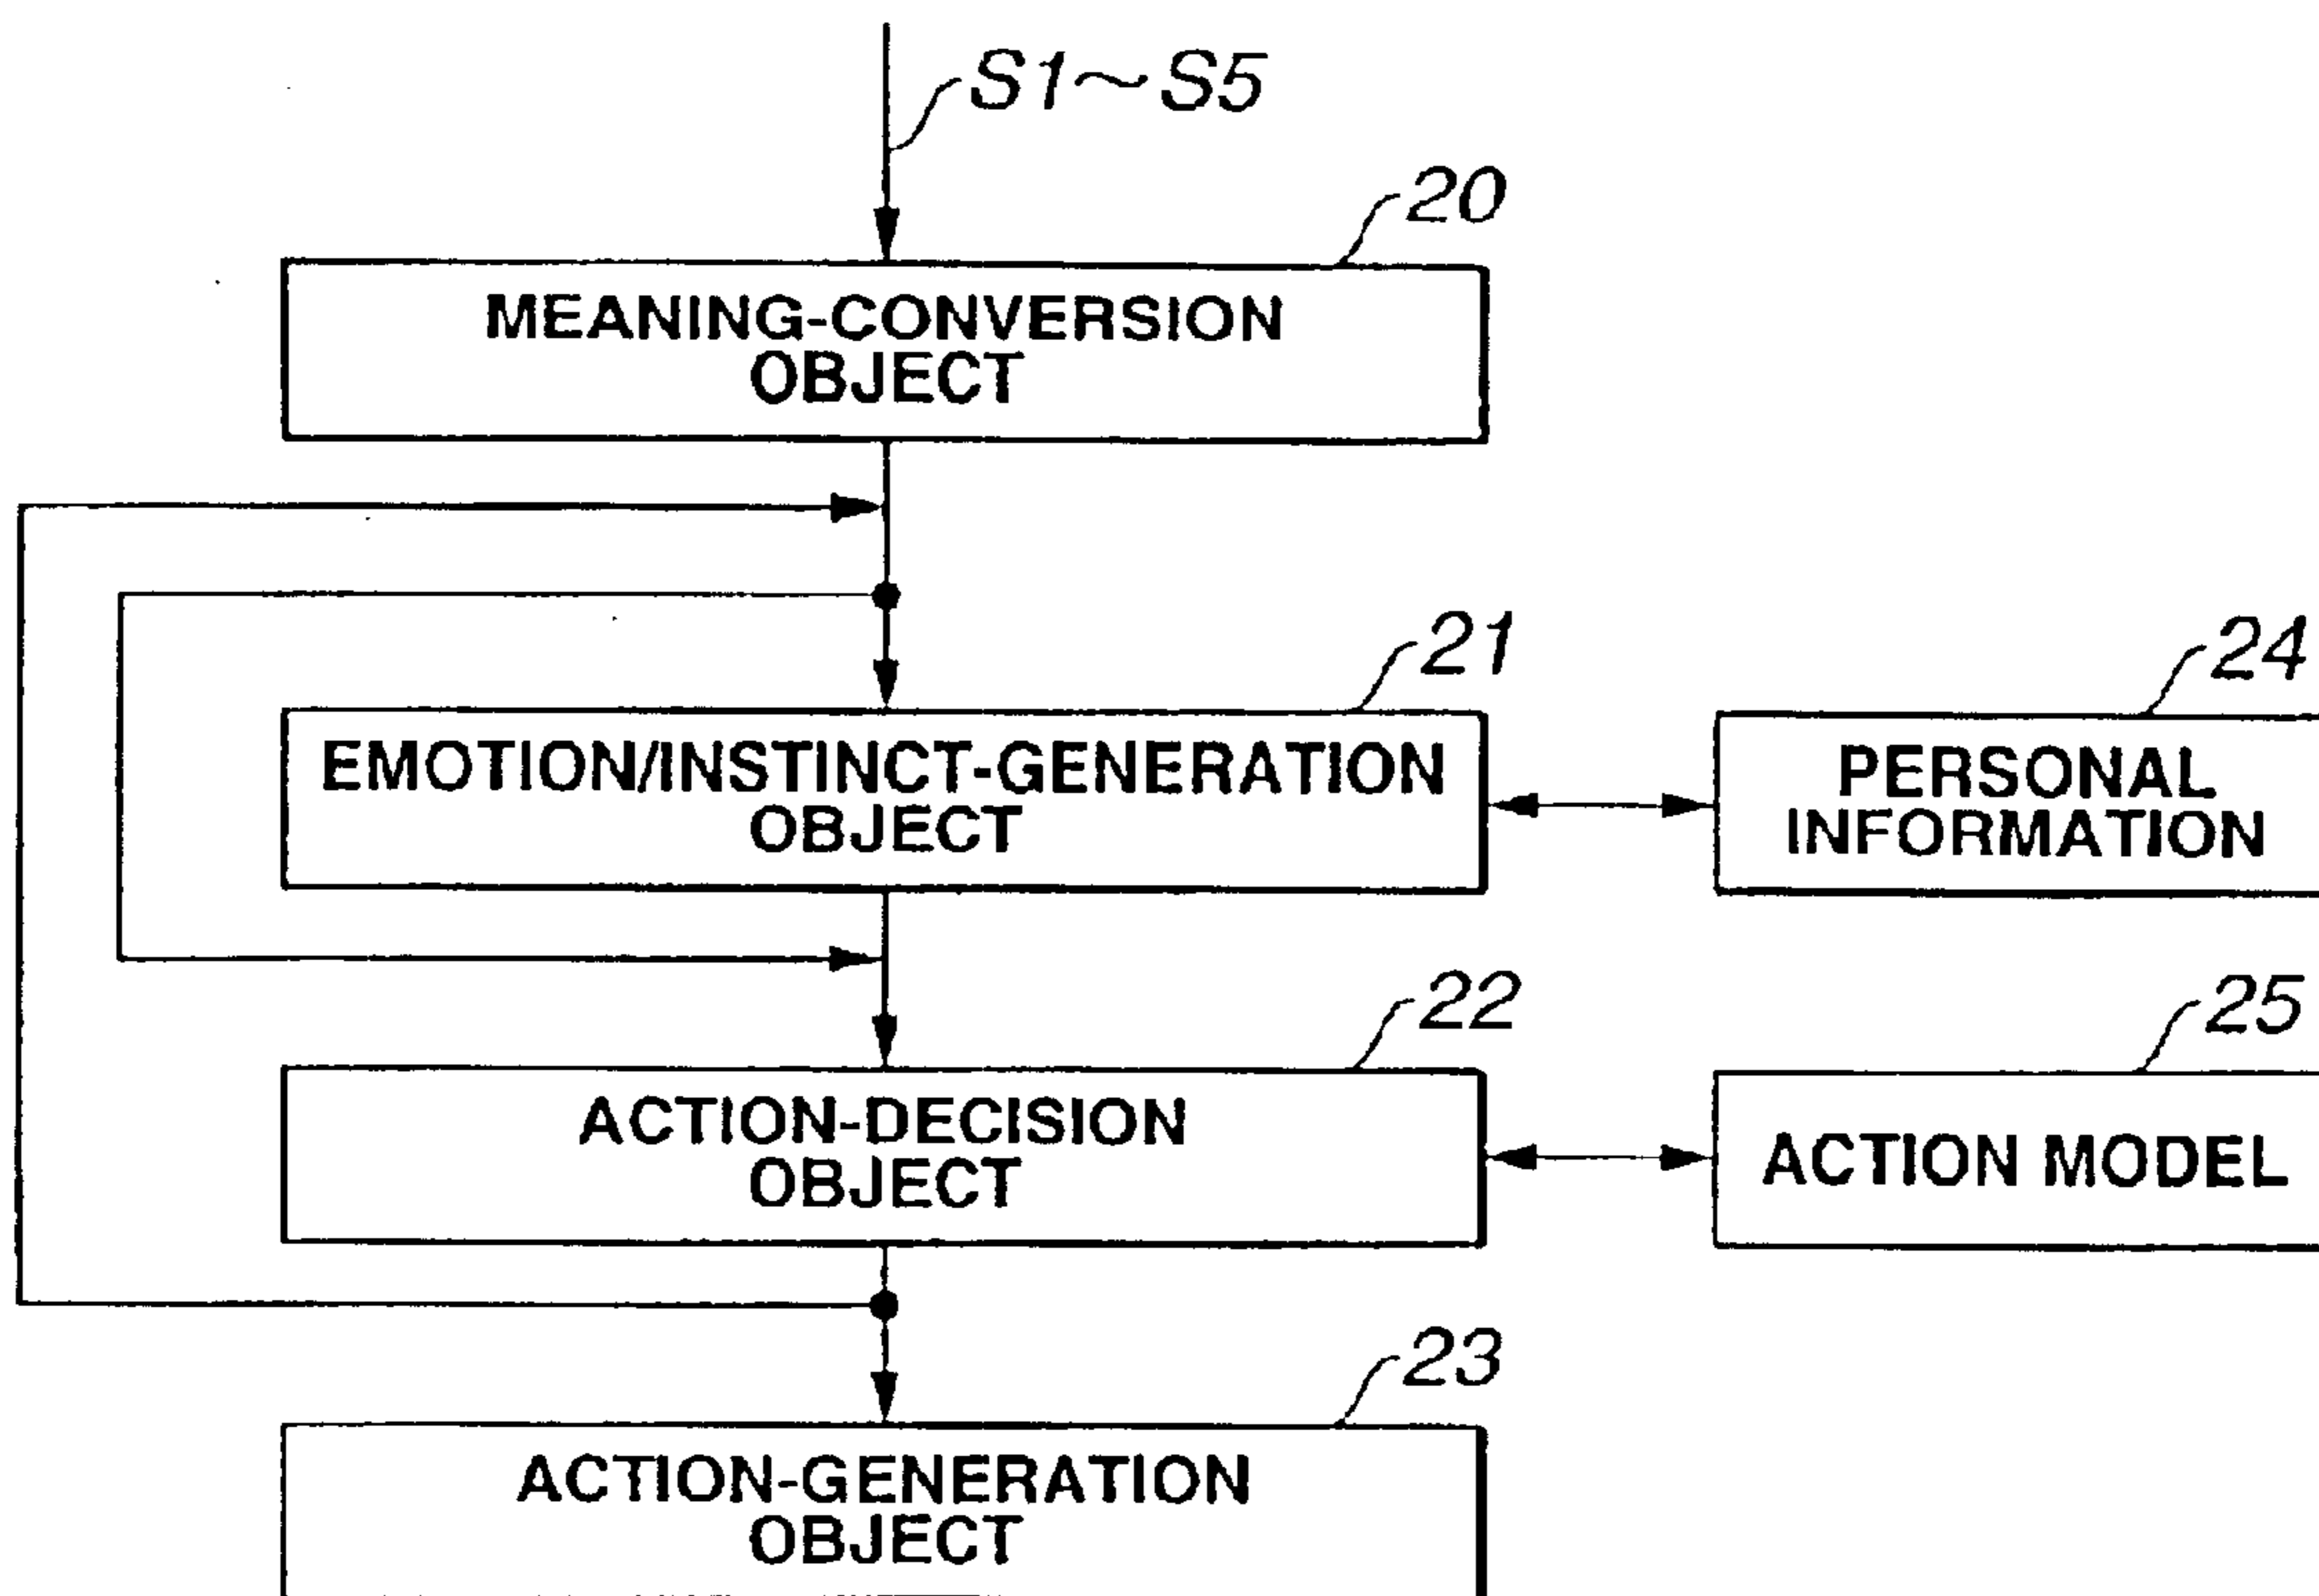 S1~S5
20
MEANING-CONVERSION
OBJECT
21
24
EMOTION/INSTINCT-GENERATION
OBJECT
PERSONAL
INFORMATION
22
25
ACTION-DECISION
OBJECT
ACTION MODEL
23
ACTION-GENERATION
OBJECT